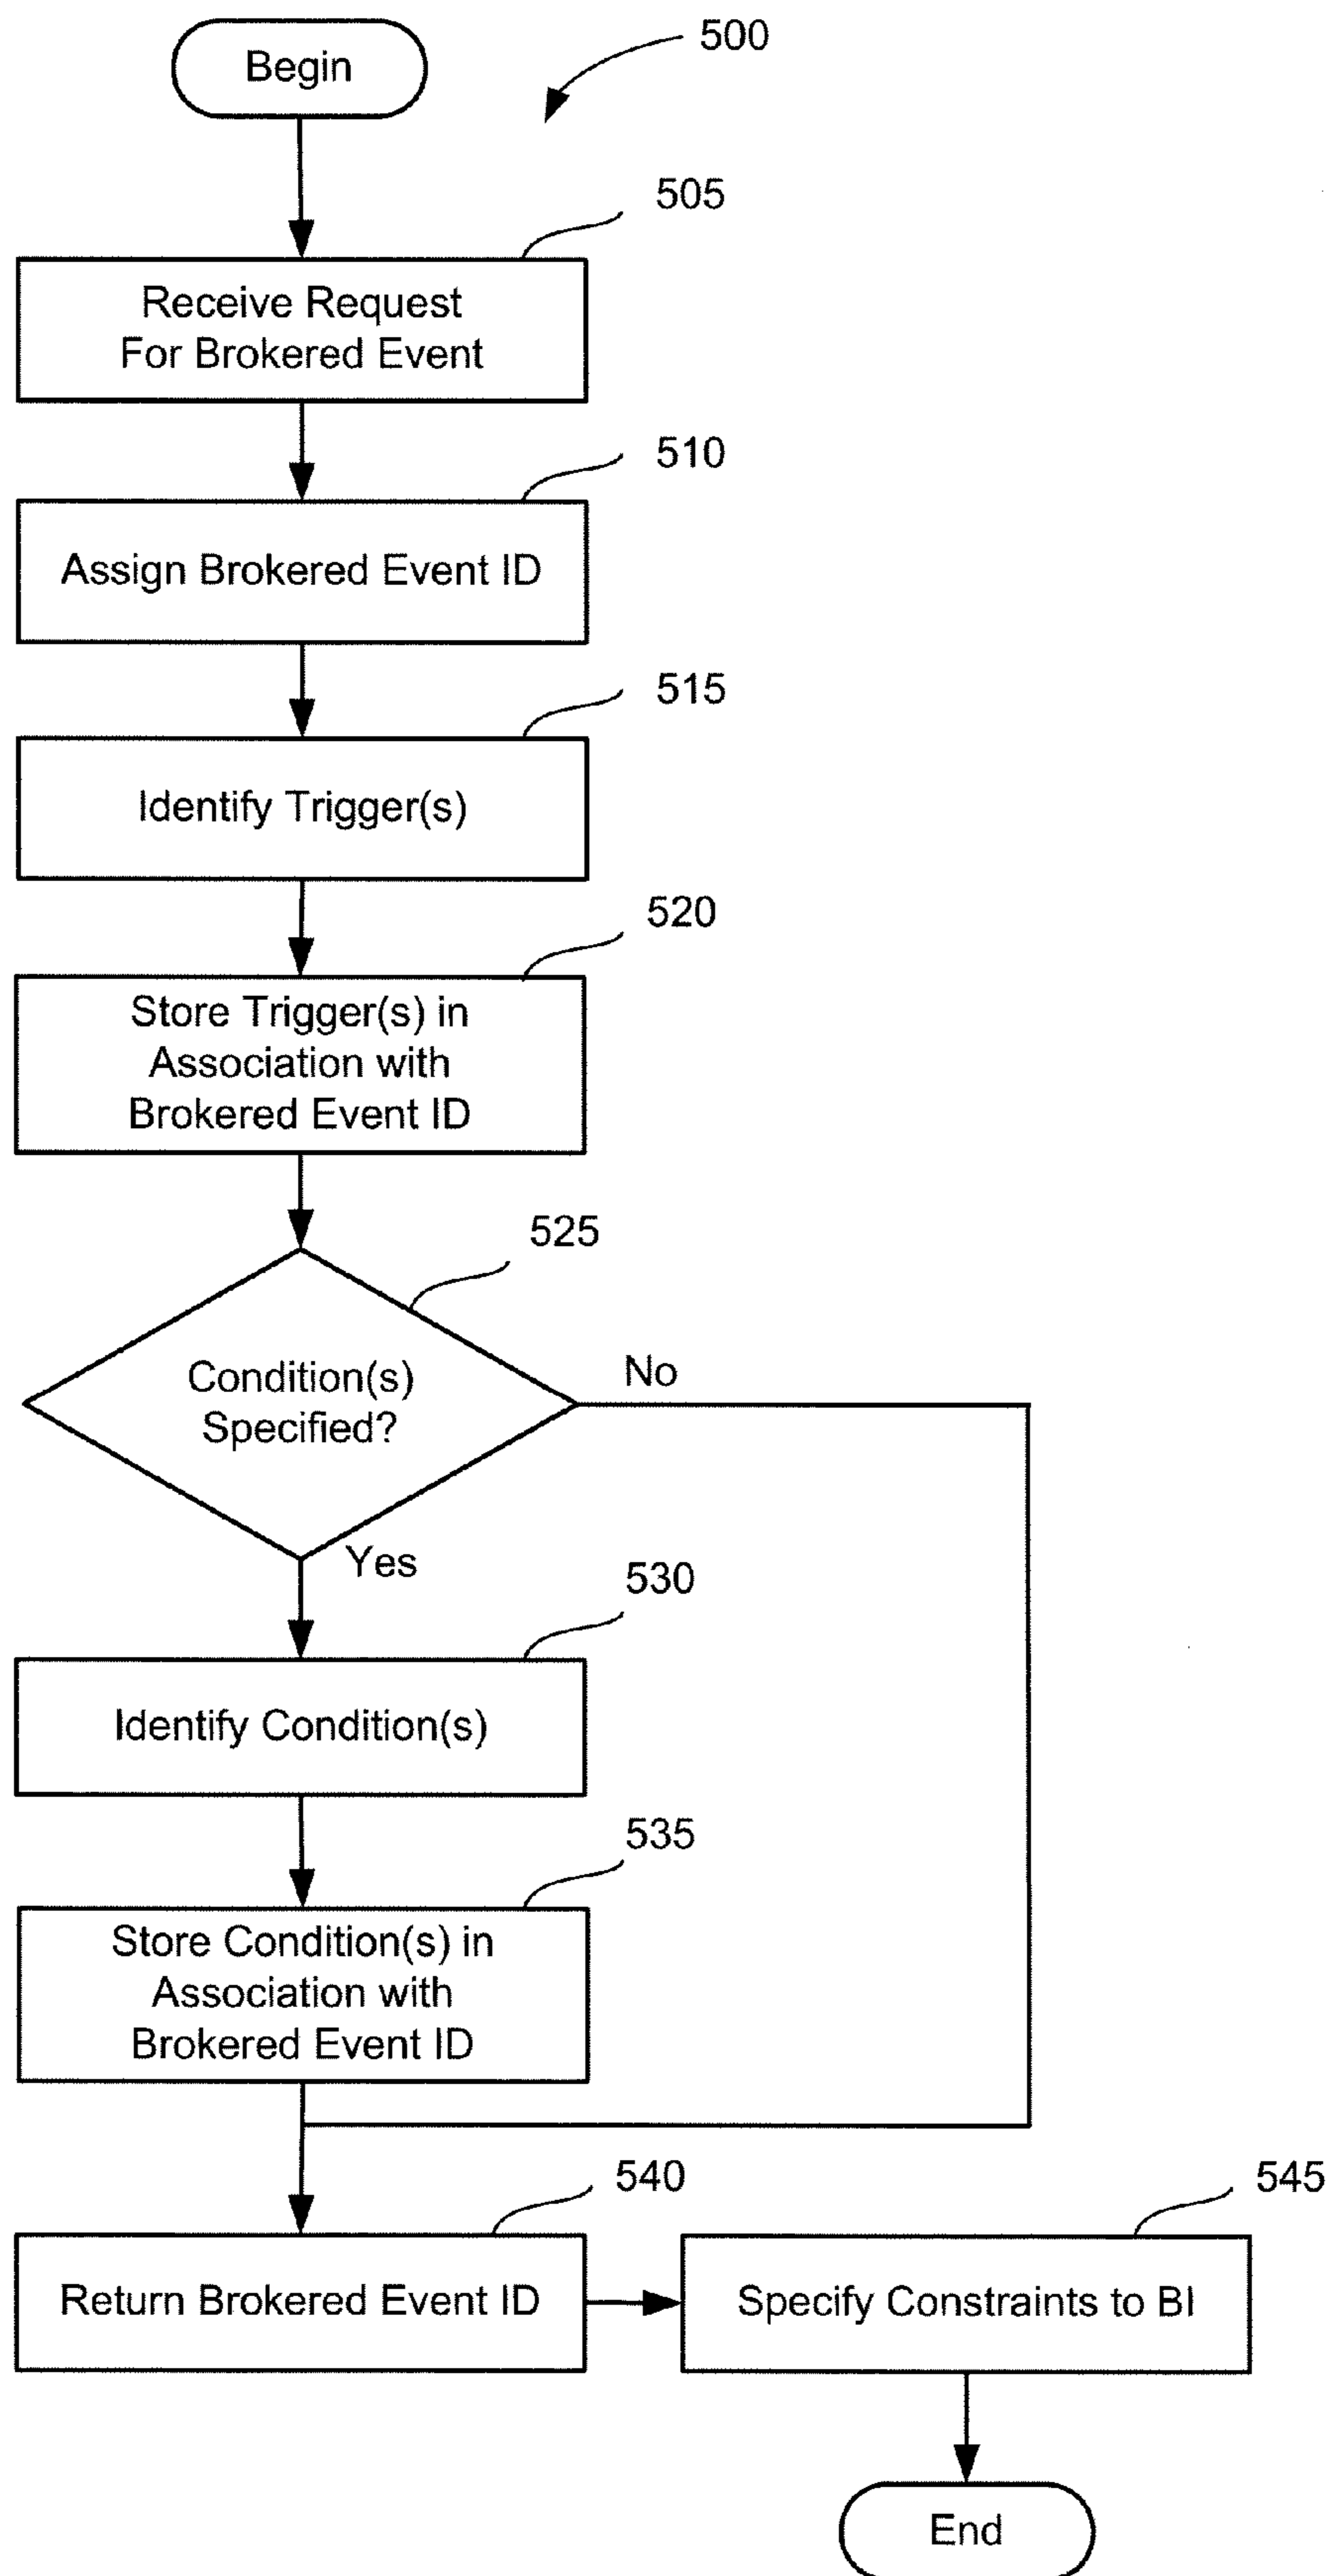 Begin
500
505
Receive Request
For Brokered Event
510
Assign Brokered Event ID
515
Identify Trigger(s)
520
Store Trigger(s) in
Association with
Brokered Event ID
525
Condition(s)
Specified?
No
Yes
530
Identify Condition(s)
535
Store Condition(s) in
Association with
Brokered Event ID
540
Return Brokered Event ID
545
Specify Constraints to BI
End